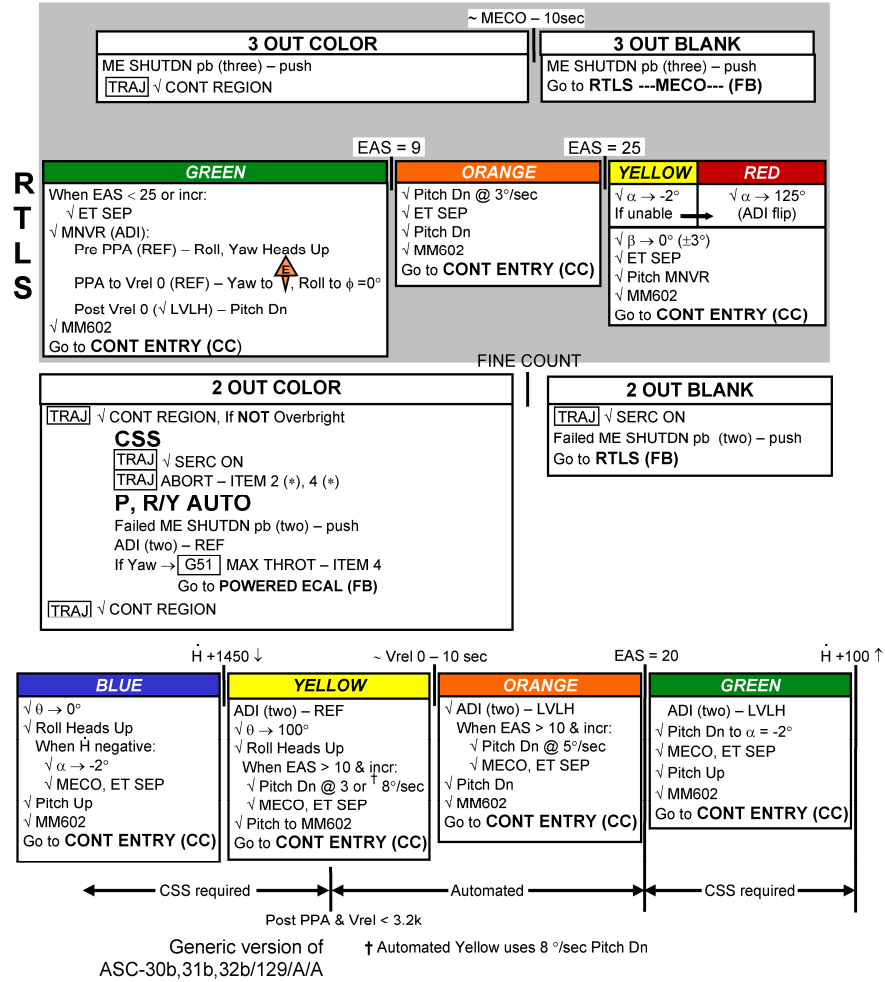 ~ MECO – 10sec
3 OUT COLOR
ME SHUTDN pb (three) – push
TRAJ √ CONT REGION
3 OUT BLANK
ME SHUTDN pb (three) – push
Go to RTLS ---MECO--- (FB)
RTLS
EAS = 9
EAS = 25
GREEN
When EAS < 25 or incr:
√ ET SEP
√ MNVR (ADI):
Pre PPA (REF) – Roll, Yaw Heads Up
E
PPA to Vrel 0 (REF) – Yaw to , Roll to ϕ =0°
Post Vrel 0 (√ LVLH) – Pitch Dn
√ MM602
Go to CONT ENTRY (CC)
ORANGE
√ Pitch Dn @ 3°/sec
√ ET SEP
√ Pitch Dn
√ MM602
Go to CONT ENTRY (CC)
YELLOW
√ α → -2°
If unable
RED
√ α → 125°
(ADI flip)
√ β → 0° (±3°)
√ ET SEP
√ Pitch MNVR
√ MM602
Go to CONT ENTRY (CC)
FINE COUNT
2 OUT COLOR
TRAJ √ CONT REGION, If NOT Overbright
CSS
TRAJ √ SERC ON
TRAJ ABORT – ITEM 2 (∗), 4 (∗)
P, R/Y AUTO
Failed ME SHUTDN pb (two) – push
ADI (two) – REF
If Yaw → G51 MAX THROT – ITEM 4
Go to POWERED ECAL (FB)
TRAJ √ CONT REGION
2 OUT BLANK
TRAJ √ SERC ON
Failed ME SHUTDN pb (two) – push
Go to RTLS (FB)
Ḣ +1450 ↓
~ Vrel 0 – 10 sec
EAS = 20
Ḣ +100 ↑
BLUE
√ θ → 0°
√ Roll Heads Up
When Ḣ negative:
√ α → -2°
√ MECO, ET SEP
√ Pitch Up
√ MM602
Go to CONT ENTRY (CC)
YELLOW
ADI (two) – REF
√ θ → 100°
√ Roll Heads Up
When EAS > 10 & incr:
√ Pitch Dn @ 3 or † 8°/sec
√ MECO, ET SEP
√ Pitch to MM602
Go to CONT ENTRY (CC)
ORANGE
√ ADI (two) – LVLH
When EAS > 10 & incr:
√ Pitch Dn @ 5°/sec
√ MECO, ET SEP
√ Pitch Dn
√ MM602
Go to CONT ENTRY (CC)
GREEN
ADI (two) – LVLH
√ Pitch Dn to α = -2°
√ MECO, ET SEP
√ Pitch Up
√ MM602
Go to CONT ENTRY (CC)
CSS required
Automated
CSS required
Post PPA & Vrel < 3.2k
Generic version of
ASC-30b,31b,32b/129/A/A
† Automated Yellow uses 8 °/sec Pitch Dn